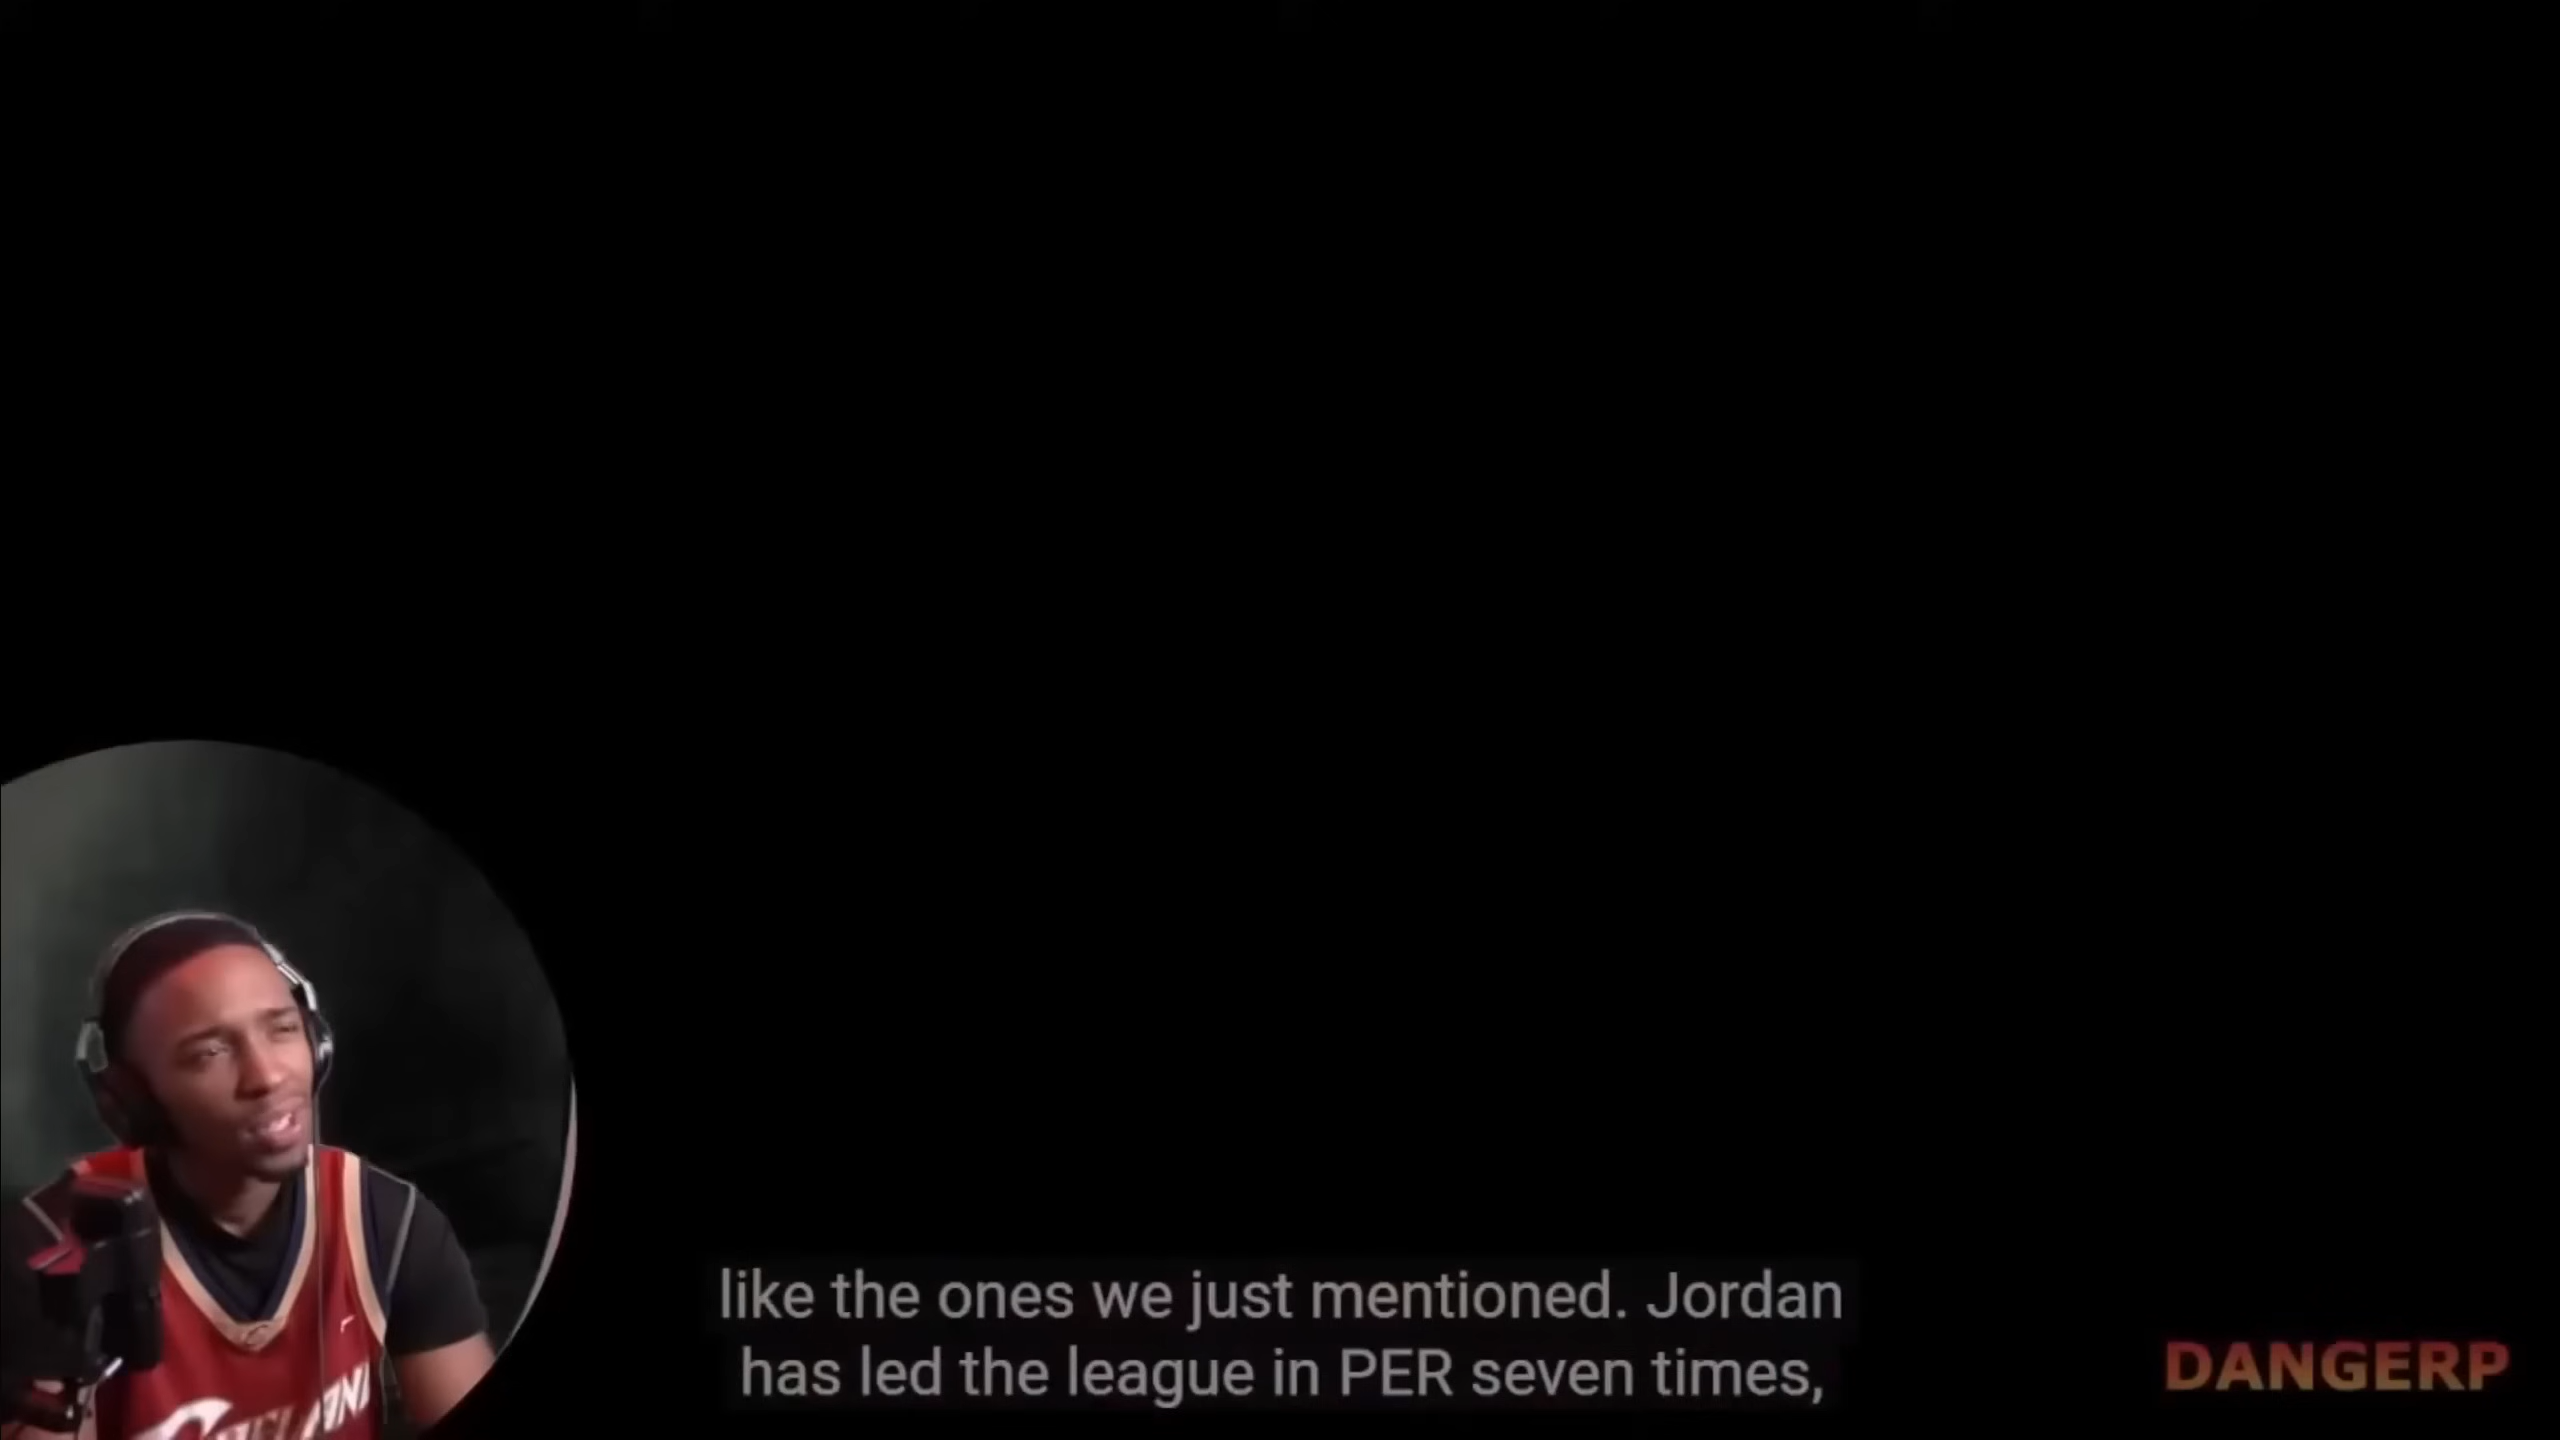 like the ones we just mentioned. Jordan
has led the league in PER seven times,
DANGERP